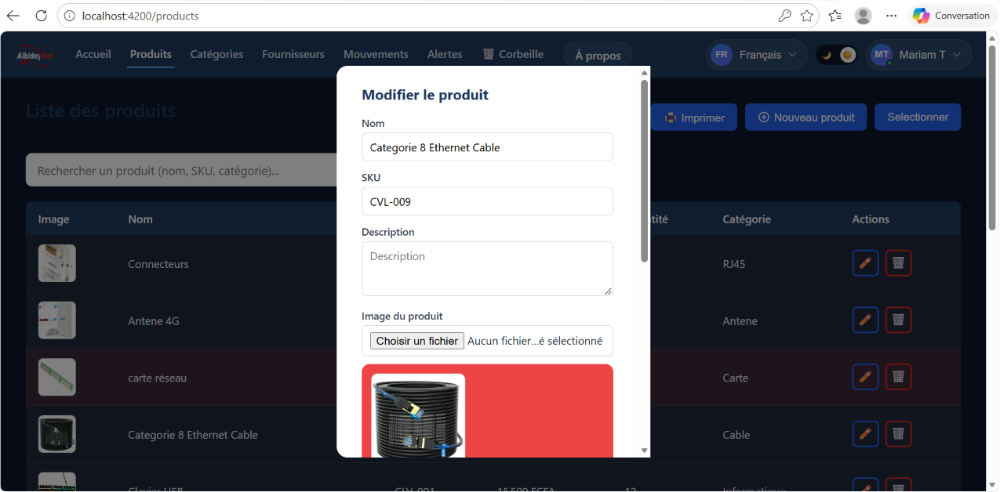 localhost:4200/products
Conversation
AlbideyNet
Accueil
Produits
Catégories
Fournisseurs
Mouvements
Alertes
Corbeille
À propos
FR
Français
MT
Mariam T
Liste des produits
Imprimer
Nouveau produit
Selectionner
Rechercher un produit (nom, SKU, catégorie)...
Modifier le produit
Nom
Categorie 8 Ethernet Cable
SKU
CVL-009
Description
Description
Image du produit
Choisir un fichier Aucun fichier...é sélectionné
Image Nom tité Catégorie Actions
Connecteurs RJ45
Antene 4G Antene
carte réseau Carte
Categorie 8 Ethernet Cable Cable
Clavier USB CLV-001 15 500 FCFA 12 Informatique